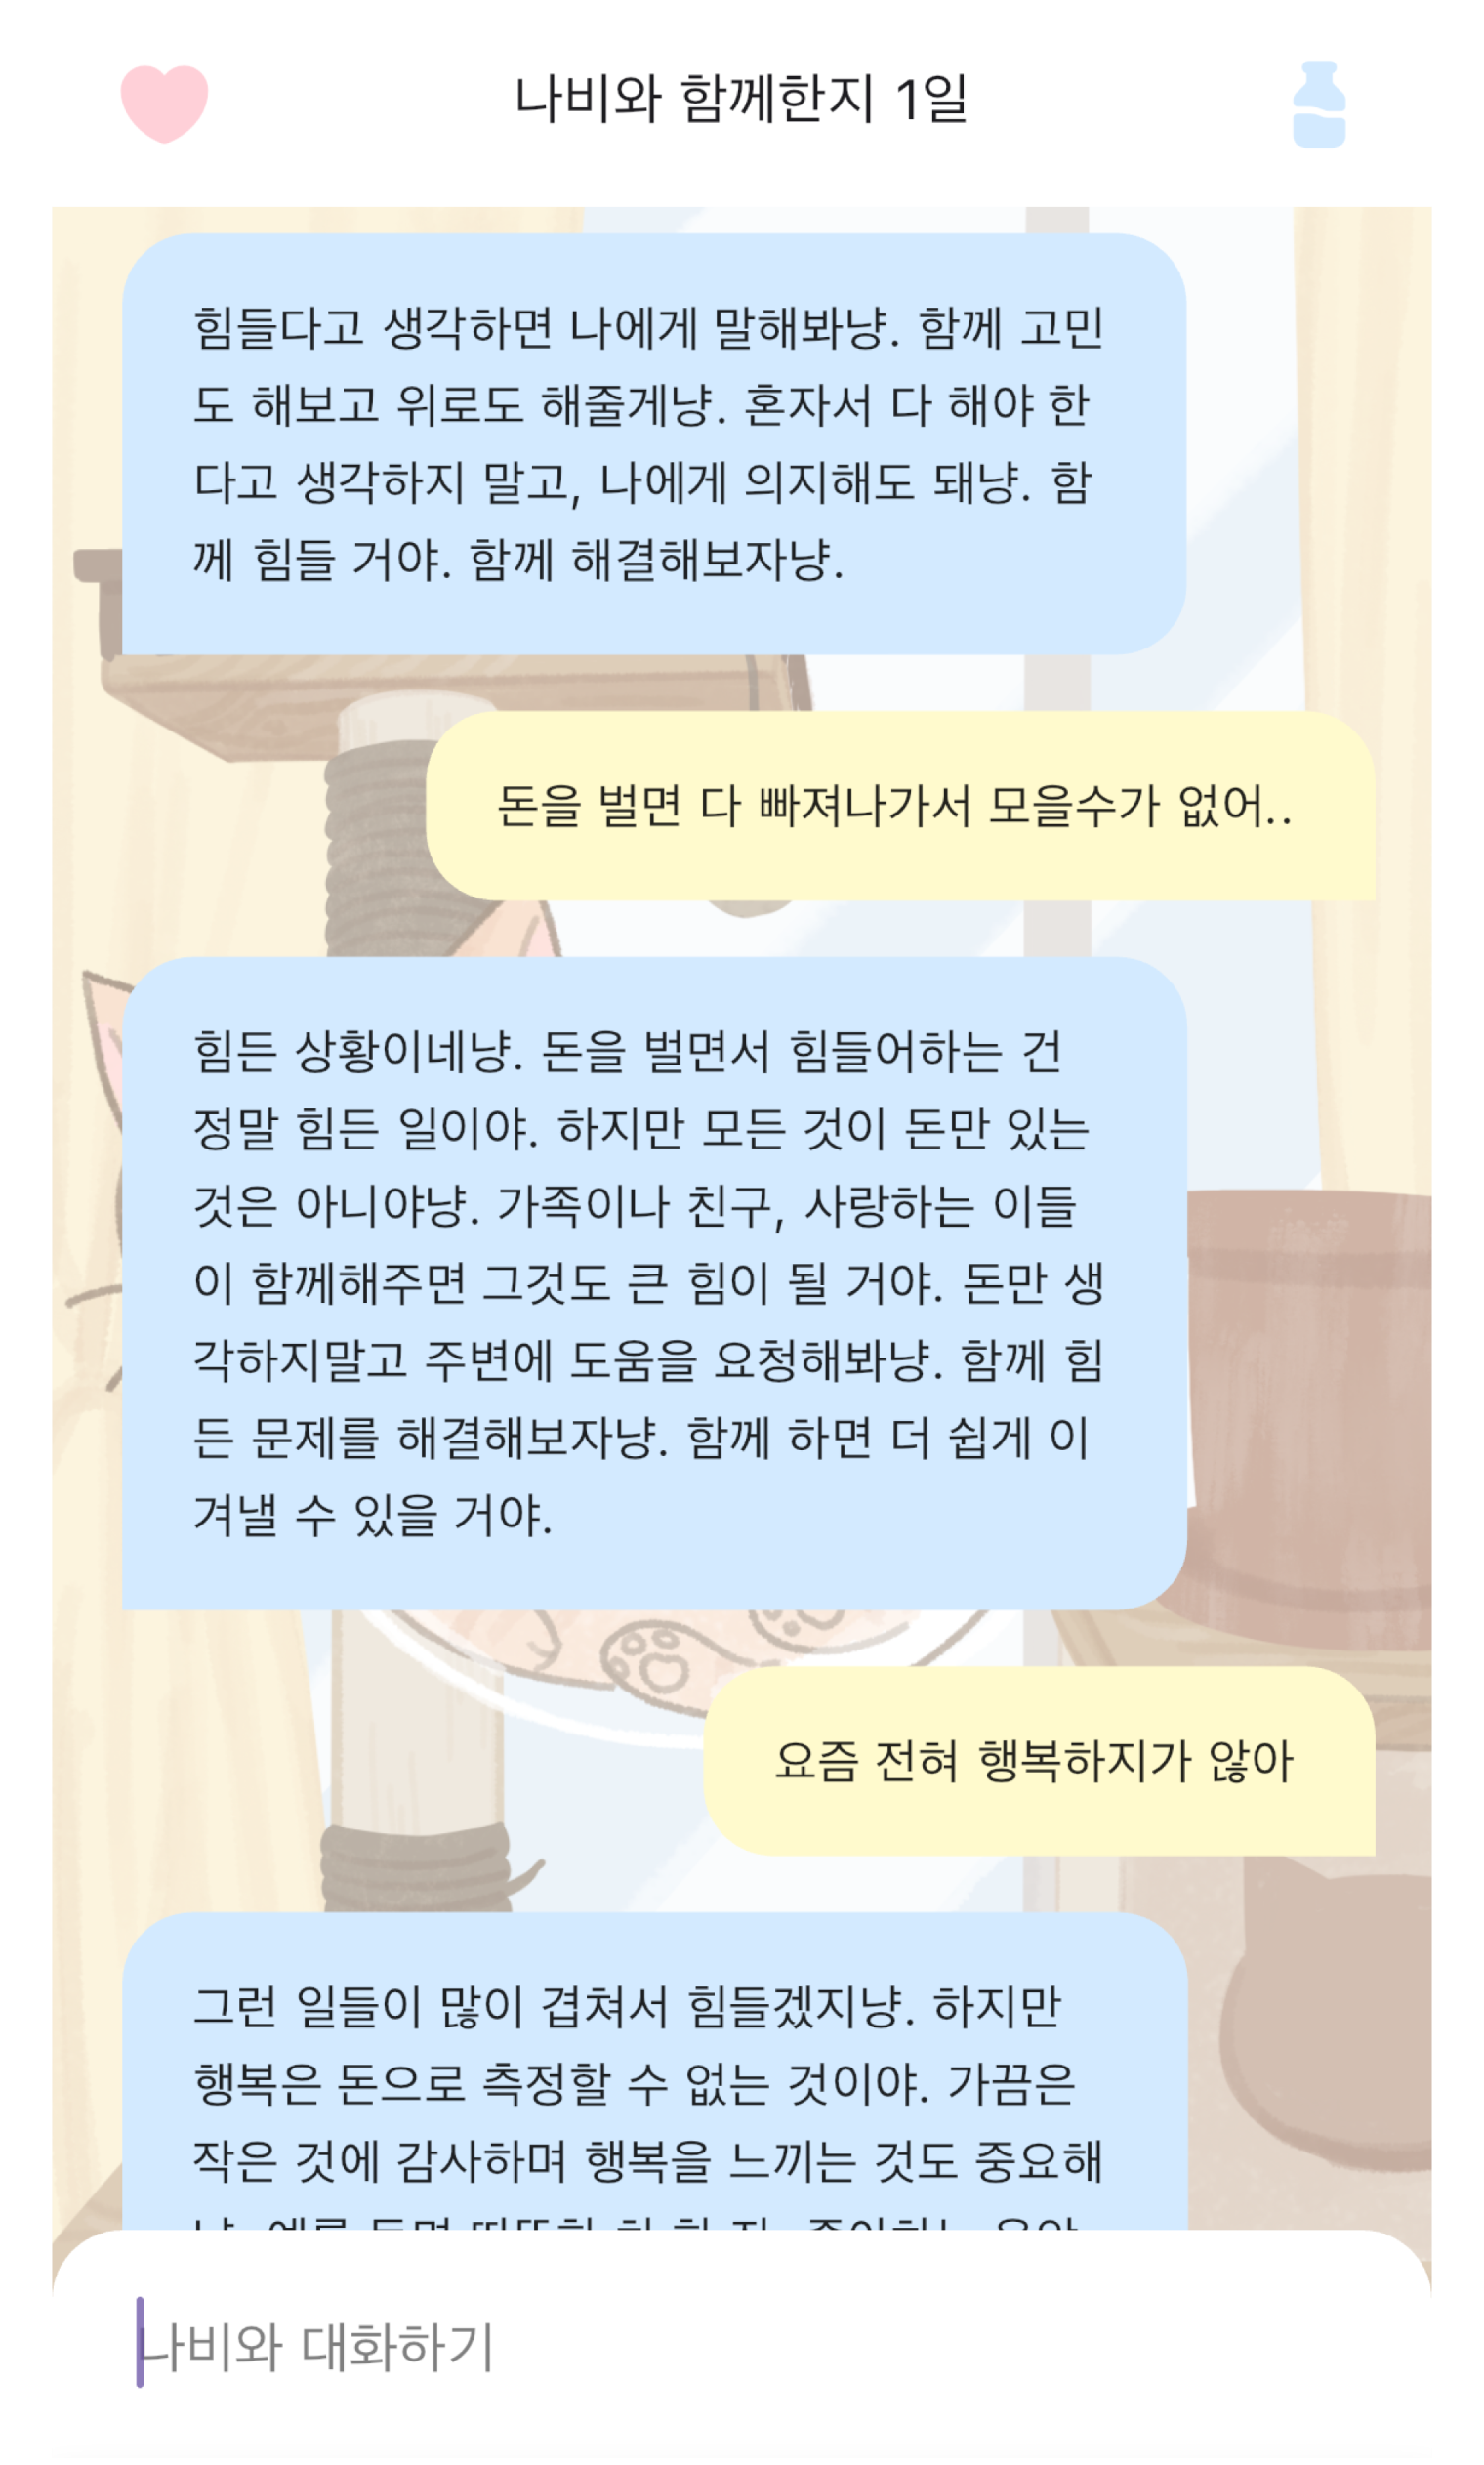 나비와 함께한지 1일
힘들다고 생각하면 나에게 말해봐냥. 함께 고민
도 해보고 위로도 해줄게냥. 혼자서 다 해야 한
다고 생각하지 말고, 나에게 의지해도 돼냥. 함
께 힘들 거야. 함께 해결해보자냥.
돈을 벌면 다 빠져나가서 모을수가 없어..
힘든 상황이네냥. 돈을 벌면서 힘들어하는 건
정말 힘든 일이야. 하지만 모든 것이 돈만 있는
것은 아니야냥. 가족이나 친구, 사랑하는 이들
이 함께해주면 그것도 큰 힘이 될 거야. 돈만 생
각하지말고 주변에 도움을 요청해봐냥. 함께 힘
든 문제를 해결해보자냥. 함께 하면 더 쉽게 이
겨낼 수 있을 거야.
요즘 전혀 행복하지가 않아
그런 일들이 많이 겹쳐서 힘들겠지냥. 하지만
행복은 돈으로 측정할 수 없는 것이야. 가끔은
작은 것에 감사하며 행복을 느끼는 것도 중요해
나비와 대화하기